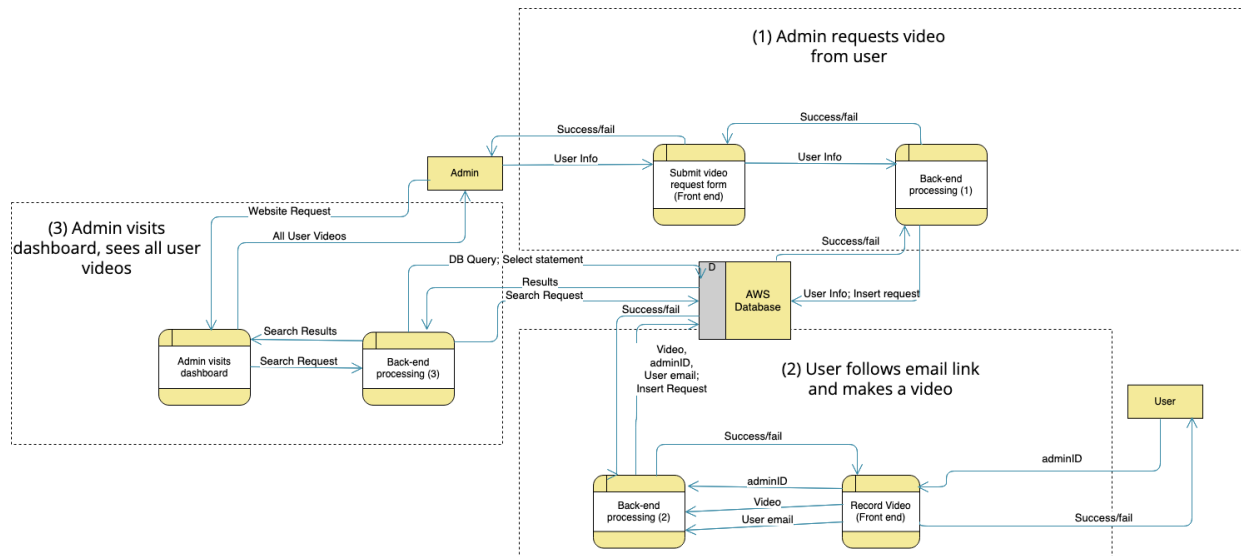 (1) Admin requests video
from user
Success/fail
Success/fail
Admin
User Info
Submit video
request form
(Front end)
User Info
Back-end
processing (1)
Website Request
(3) Admin visits
dashboard, sees all user
videos
All User Videos
Success/fail
DB Query; Select statement
D
AWS
Database
Results
Search Request
User Info; Insert request
Success/fail
Search Results
Admin visits
dashboard
Search Request
Back-end
processing (3)
Video,
adminID,
User email;
Insert Request
(2) User follows email link
and makes a video
User
Success/fail
adminID
Back-end
processing (2)
adminID
Video
User email
Record Video
(Front end)
Success/fail